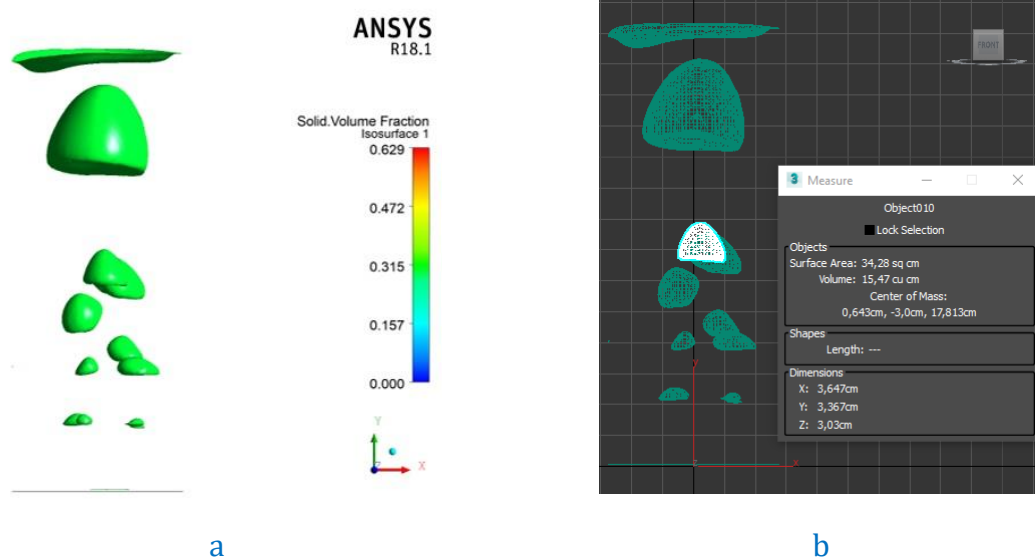 ANSYS
R18.1
Solid.Volume Fraction
Isosurface 1
0.629
0.472
0.315
0.157
0.000
Y
Z
X
a
FRONT
3 Measure
Object010
Lock Selection
Objects
Surface Area: 34,28 sq cm
Volume: 15,47 cu cm
Center of Mass:
0,643cm, -3,0cm, 17,813cm
Shapes
Length: ---
Dimensions
X: 3,647cm
Y: 3,367cm
Z: 3,03cm
Y
Z
X
b